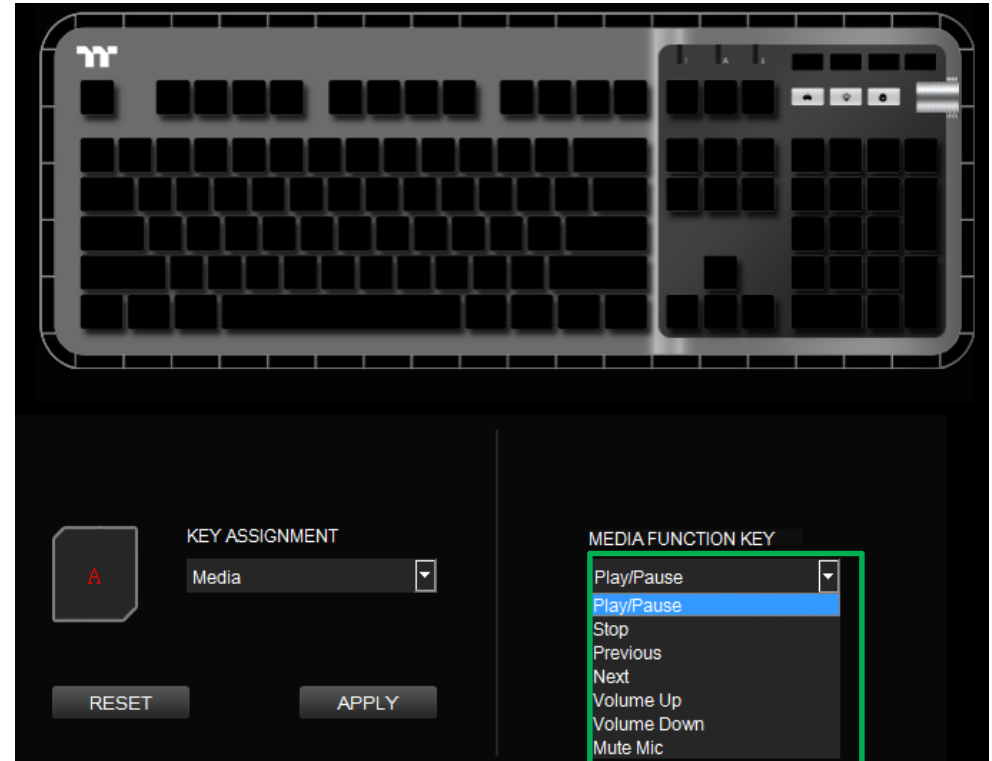 KEY ASSIGNMENT
Media
A
RESET
APPLY
MEDIA FUNCTION KEY
Play/Pause
Play/Pause
Stop
Previous
Next
Volume Up
Volume Down
Mute Mic